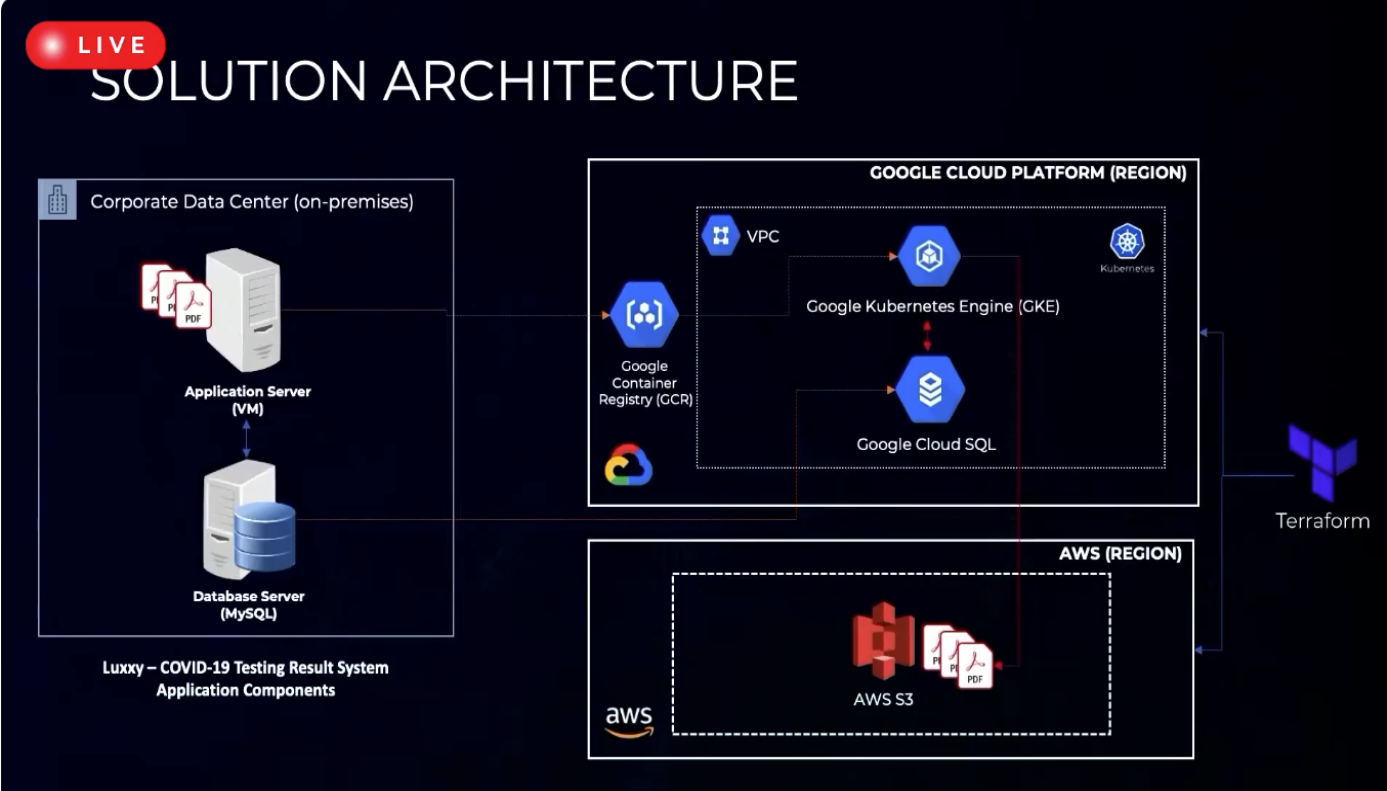 LIVE
SOLUTION ARCHITECTURE
Corporate Data Center (on-premises)
PDF
Application Server
(VM)
Database Server
(MySQL)
Luxxy – COVID-19 Testing Result System
Application Components
GOOGLE CLOUD PLATFORM (REGION)
VPC
Kubernetes
Google Kubernetes Engine (GKE)
Google
Container
Registry (GCR)
Google Cloud SQL
Terraform
AWS (REGION)
PDF
AWS S3
aws